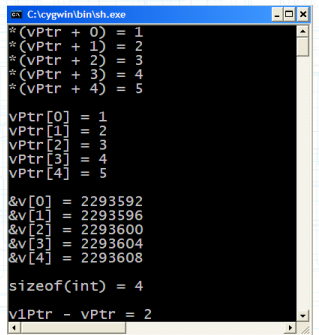 C:\cygwin\bin\sh.exe
*(vPtr + 0) = 1
*(vPtr + 1) = 2
*(vPtr + 2) = 3
*(vPtr + 3) = 4
*(vPtr + 4) = 5
vPtr[0] = 1
vPtr[1] = 2
vPtr[2] = 3
vPtr[3] = 4
vPtr[4] = 5
&v[0] = 2293592
&v[1] = 2293596
&v[2] = 2293600
&v[3] = 2293604
&v[4] = 2293608
sizeof(int) = 4
v1Ptr - vPtr = 2